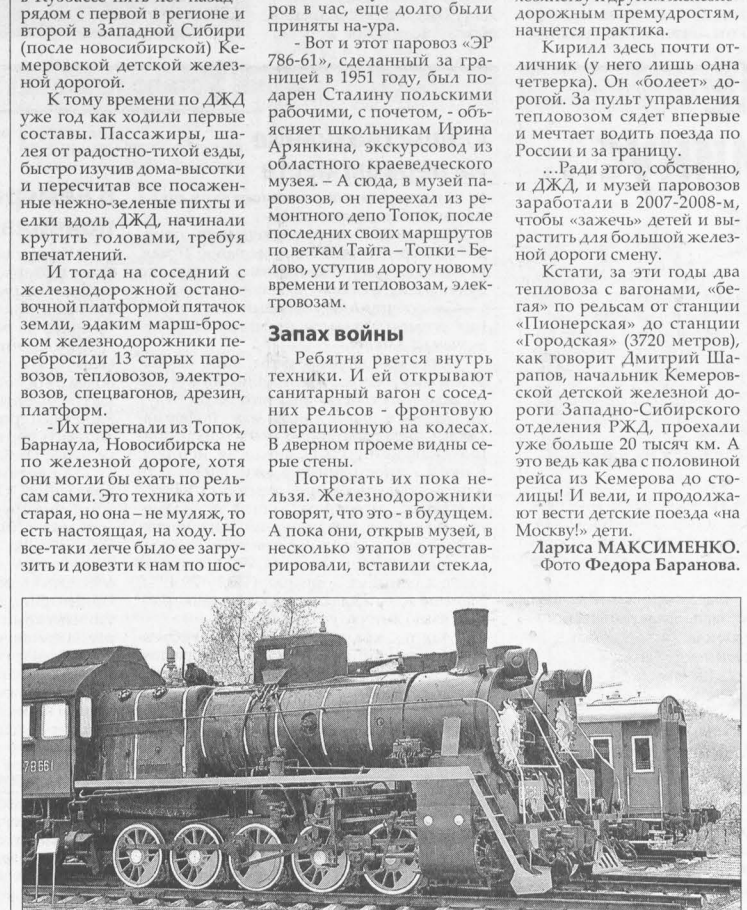 рядом с первой в регионе и
второй в Западной Сибири
(после новосибирской) Ке-
меровской детской желез-
ной дорогой.
К тому времени по ДЖД
уже год как ходили первые
составы. Пассажиры, ша-
лея от радостно-тихой езды,
быстро изучив дома-высотки
и пересчитав все посажен-
ные нежно-зеленые пихты и
елки вдоль ДЖД, начинали
крутить головами, требуя
впечатлений.
И тогда на соседний с
железнодорожной остано-
вочной платформой пятачок
земли, эдаким марш-брос-
ком железнодорожники пе-
ребросили 13 старых паро-
возов, тепловозов, электро-
возов, спецвагонов, дрезин,
платформ.
- Их перегнали из Топок,
Барнаула, Новосибирска не
по железной дороге, хотя
они могли бы ехать по рель-
сам сами. Это техника хоть и
старая, но она – не муляж, то
есть настоящая, на ходу. Но
все-таки легче было ее загру-
зить и довезти к нам по шос-
ров в час, еще долго были
приняты на-ура.
- Вот и этот паровоз «ЭР
786-61», сделанный за гра-
ницей в 1951 году, был по-
дарен Сталину польскими
рабочими, с почетом, - объ-
ясняет школьникам Ирина
Арянкина, экскурсовод из
областного краеведческого
музея. – А сюда, в музей па-
ровозов, он переехал из ре-
монтного депо Топок, после
последних своих маршрутов
по веткам Тайга – Топки – Бе-
лово, уступив дорогу новому
времени и тепловозам, элек-
тровозам.
Запах войны
Ребятня рвется внутрь
техники. И ей открывают
санитарный вагон с сосед-
них рельсов - фронтовую
операционную на колесах.
В дверном проеме видны се-
рые стены.
Потрогать их пока не-
льзя. Железнодорожники
говорят, что это - в будущем.
А пока они, открыв музей, в
несколько этапов отрестав-
рировали, вставили стекла,
дорожным премудростям,
начнется практика.
Кирилл здесь почти от-
личник (у него лишь одна
четверка). Он «болеет» до-
рогой. За пульт управления
тепловозом сядет впервые
и мечтает водить поезда по
России и за границу.
…Ради этого, собственно,
и ДЖД, и музей паровозов
заработали в 2007-2008-м,
чтобы «зажечь» детей и вы-
растить для большой желез-
ной дороги смену.
Кстати, за эти годы два
тепловоза с вагонами, «бе-
гая» по рельсам от станции
«Пионерская» до станции
«Городская» (3720 метров),
как говорит Дмитрий Ша-
рапов, начальник Кемеров-
ской детской железной до-
роги Западно-Сибирского
отделения РЖД, проехали
уже больше 20 тысяч км. А
это ведь как два с половиной
рейса из Кемерова до сто-
лицы! И вели, и продолжа-
ют вести детские поезда «на
Москву!» дети.
Лариса МАКСИМЕНКО.
Фото Федора Баранова.
78661